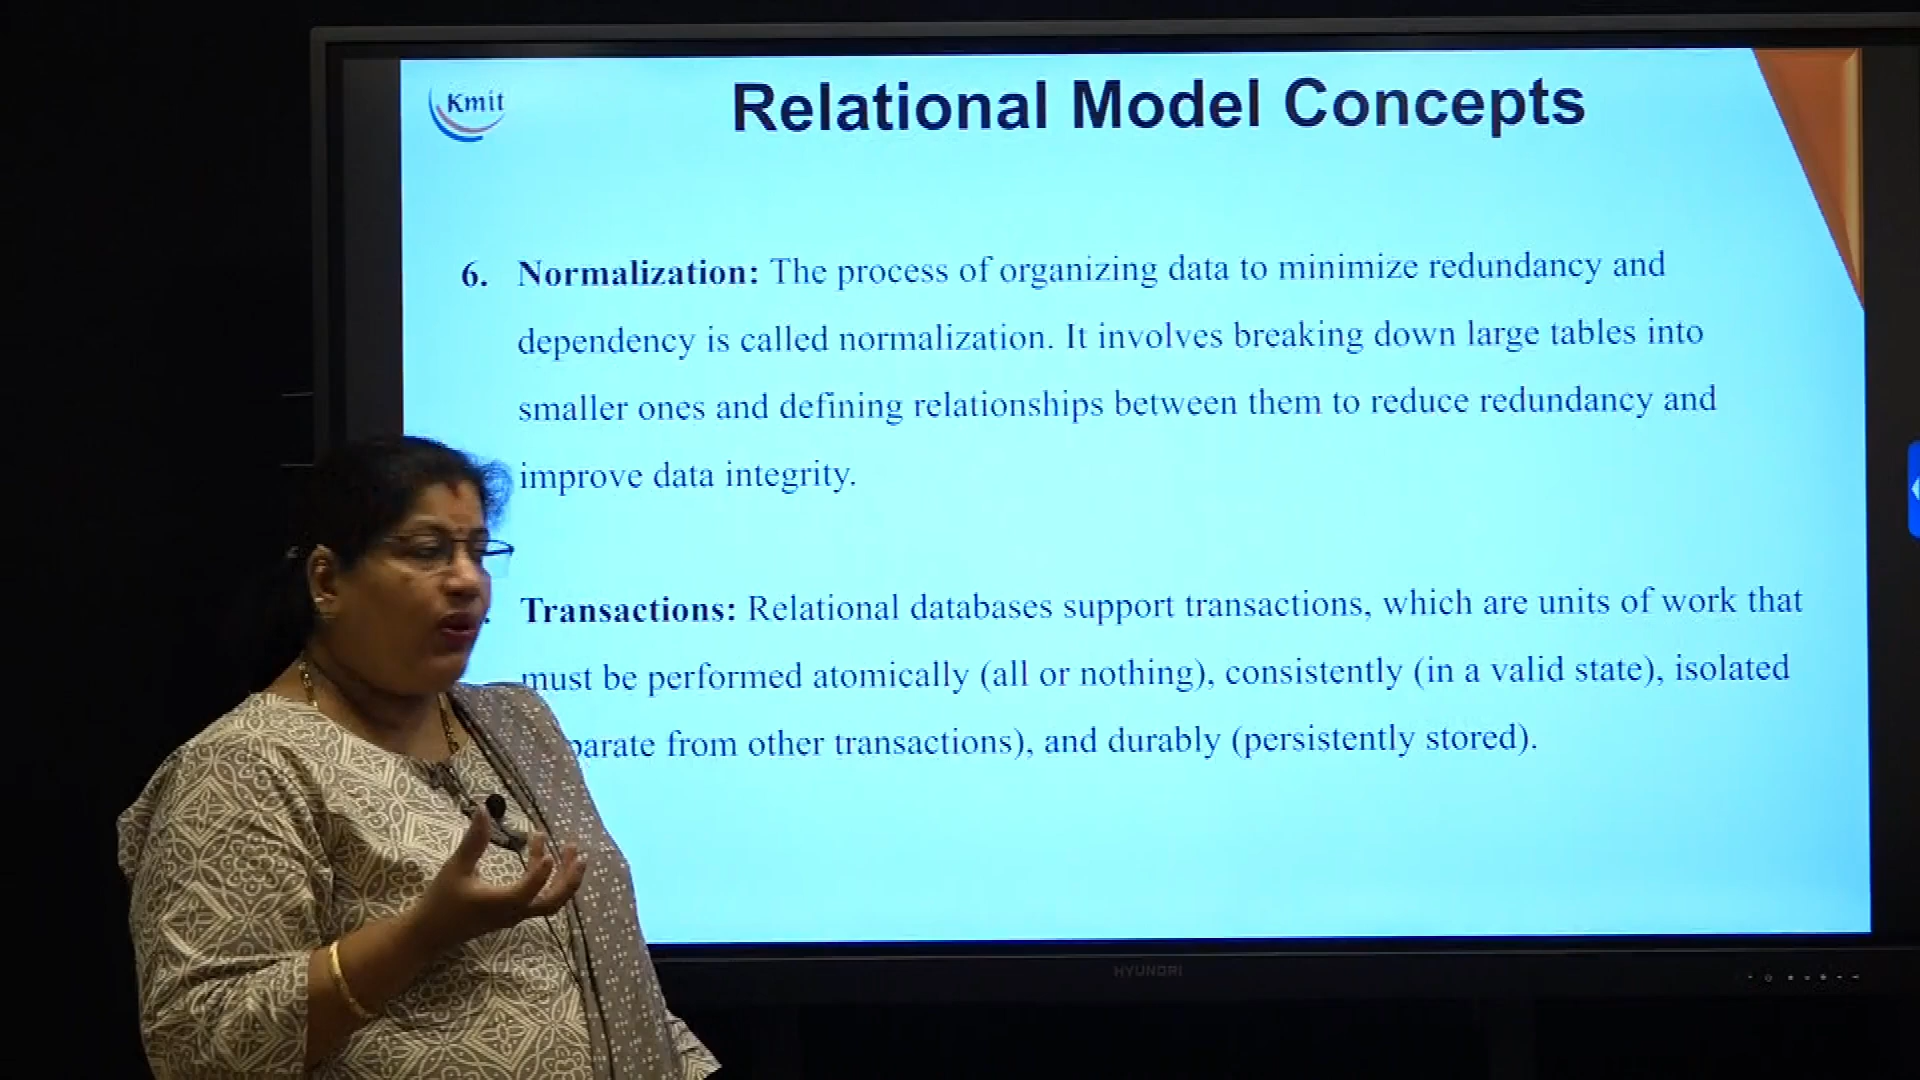 Kmit
Relational Model Concepts
6. Normalization: The process of organizing data to minimize redundancy and
dependency is called normalization. It involves breaking down large tables into
smaller ones and defining relationships between them to reduce redundancy and
improve data integrity.
Transactions: Relational databases support transactions, which are units of work that
must be performed atomically (all or nothing), consistently (in a valid state), isolated
parate from other transactions), and durably (persistently stored).
HYUNDAI